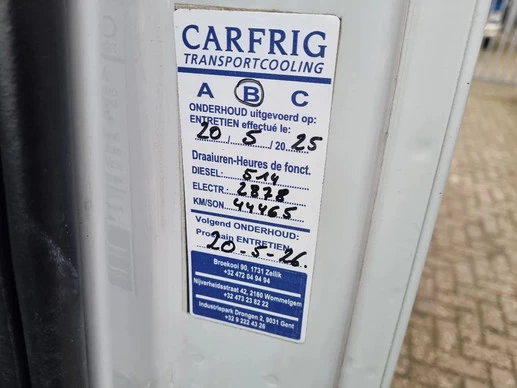 CARFRIG
TRANSPORTCOOLING
A B C
ONDERHOUD uitgevoerd op:
ENTRETIEN effectué le:
20 / 5 / 20 25
Draaiuren-Heures de fonct.
DIESEL: 514
ELECTR.: 2878
KM/SON 44465
Volgend ONDERHOUD:
Prochain ENTRETIEN
20-5-26.
Broekooi 90, 1731 Zellik
+32 472 04 94 94
Nijverheidsstraat 42, 2160 Wommelgem
+32 473 23 82 22
Industriepark Drongen 2, 9031 Gent
+32 9 222 43 26